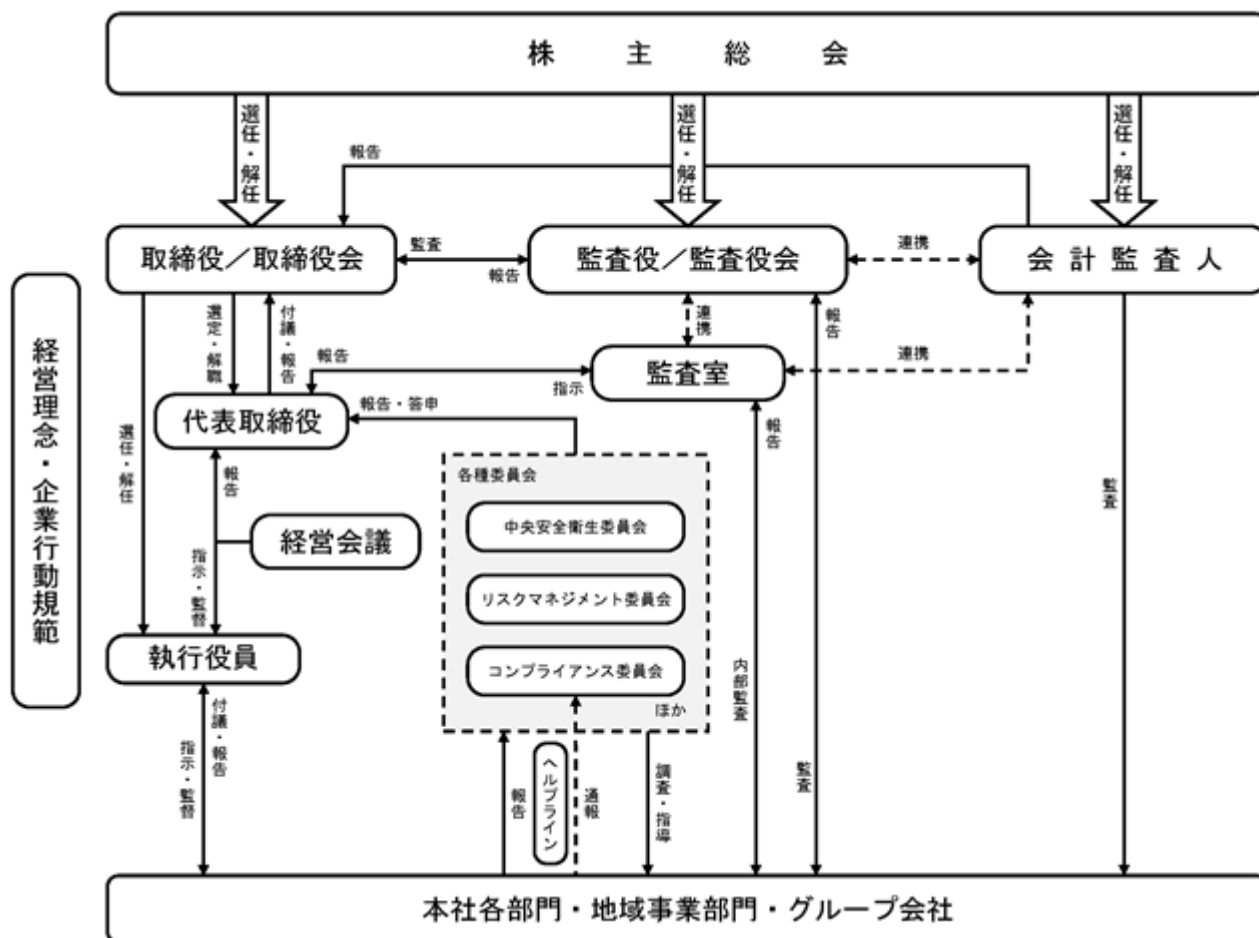 株主総会
選任・解任
選任・解任
選任・解任
報告
取締役／取締役会
監査
報告
監査役／監査役会
連携
会計監査人
経営理念・企業行動規範
選定・解職
付議・報告
連携
報告
報告
指示
監査室
連携
代表取締役
報告・答申
報告
選任・解任
報告
各種委員会
中央安全衛生委員会
経営会議
監査
指示・監督
リスクマネジメント委員会
執行役員
コンプライアンス委員会
ほか
内部監査
付議・報告
指示・監督
報告
ヘルプライン
通報
調査・指導
監査
本社各部門・地域事業部門・グループ会社